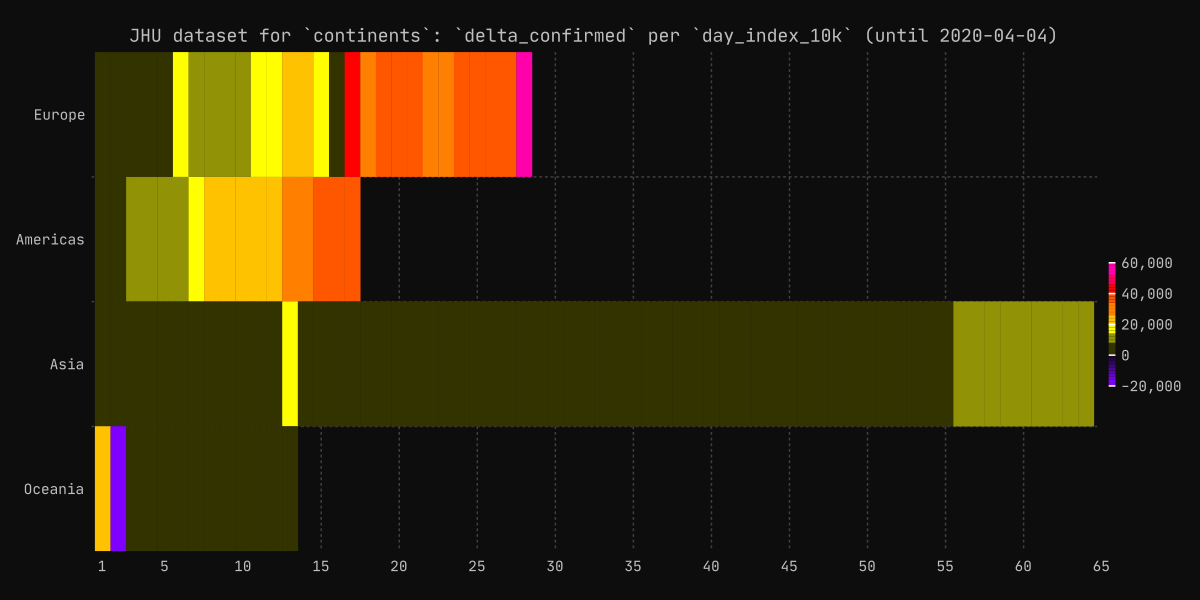 JHU dataset for `continents`: `delta_confirmed` per `day_index_10k` (until 2020-04-04)
Europe
Americas
Asia
Oceania
60,000
40,000
20,000
0
-20,000
1 5 10 15 20 25 30 35 40 45 50 55 60 65